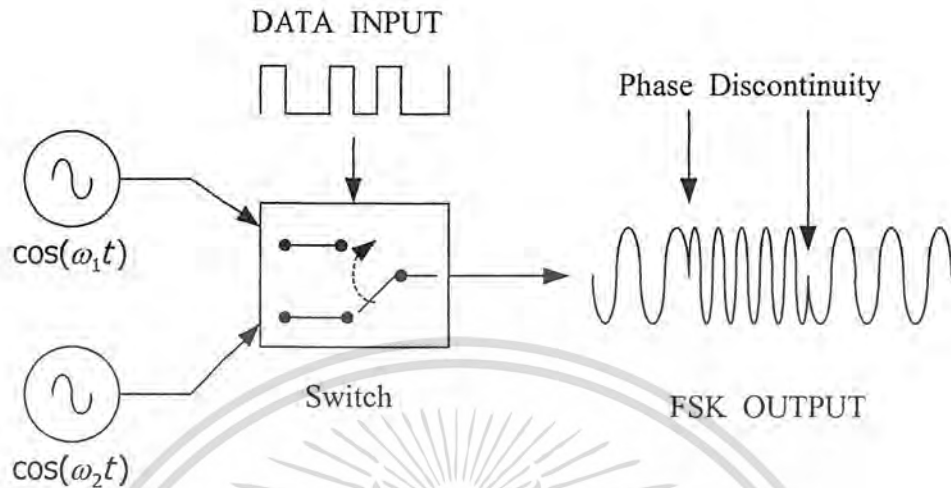 DATA INPUT
Phase Discontinuity
cos(ω₁t)
Switch
FSK OUTPUT
cos(ω₂t)